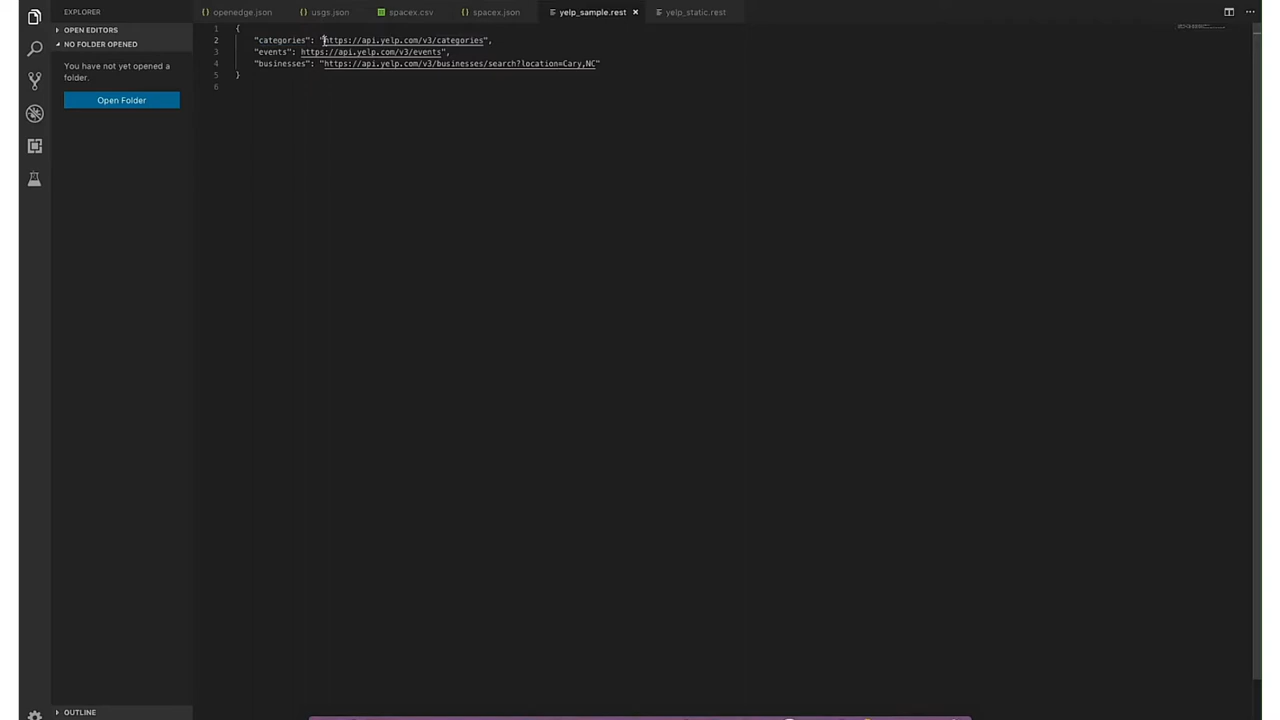 EXPLORER
openedge.json
usgs.json
spacex.csv
spacex.json
yelp_sample.rest
yelp_static.rest
OPEN EDITORS
NO FOLDER OPENED
You have not yet opened a
folder.
Open Folder
OUTLINE
1 {
2 "categories": "https://api.yelp.com/v3/categories",
3 "events": https://api.yelp.com/v3/events",
4 "businesses": "https://api.yelp.com/v3/businesses/search?location=Cary,NC"
5 }
6